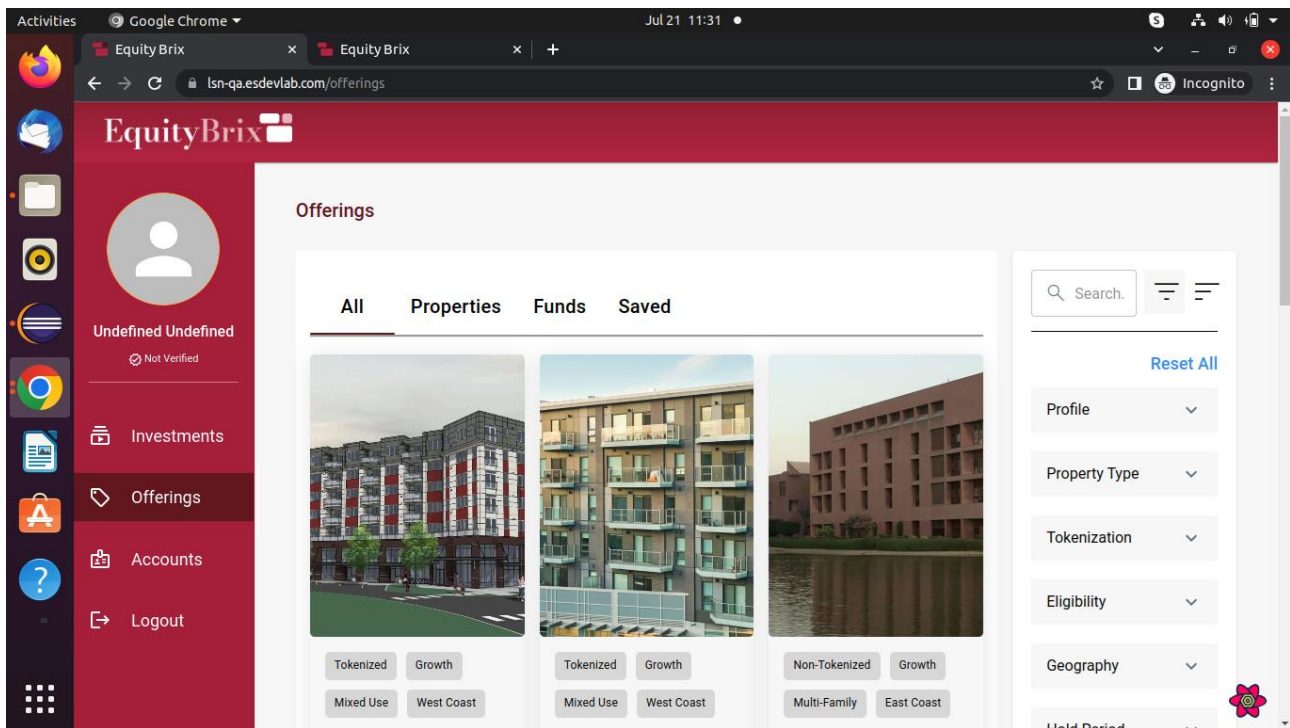 Activities
Google Chrome
Jul 21 11:31
S
Equity Brix
Equity Brix
lsn-qa.esdevlab.com/offerings
Incognito
EquityBrix
Undefined Undefined
Not Verified
Investments
Offerings
Accounts
Logout
Offerings
All Properties Funds Saved
Tokenized Growth
Mixed Use West Coast
Tokenized Growth
Mixed Use West Coast
Non-Tokenized Growth
Multi-Family East Coast
Search.
Reset All
Profile
Property Type
Tokenization
Eligibility
Geography
Hold Period